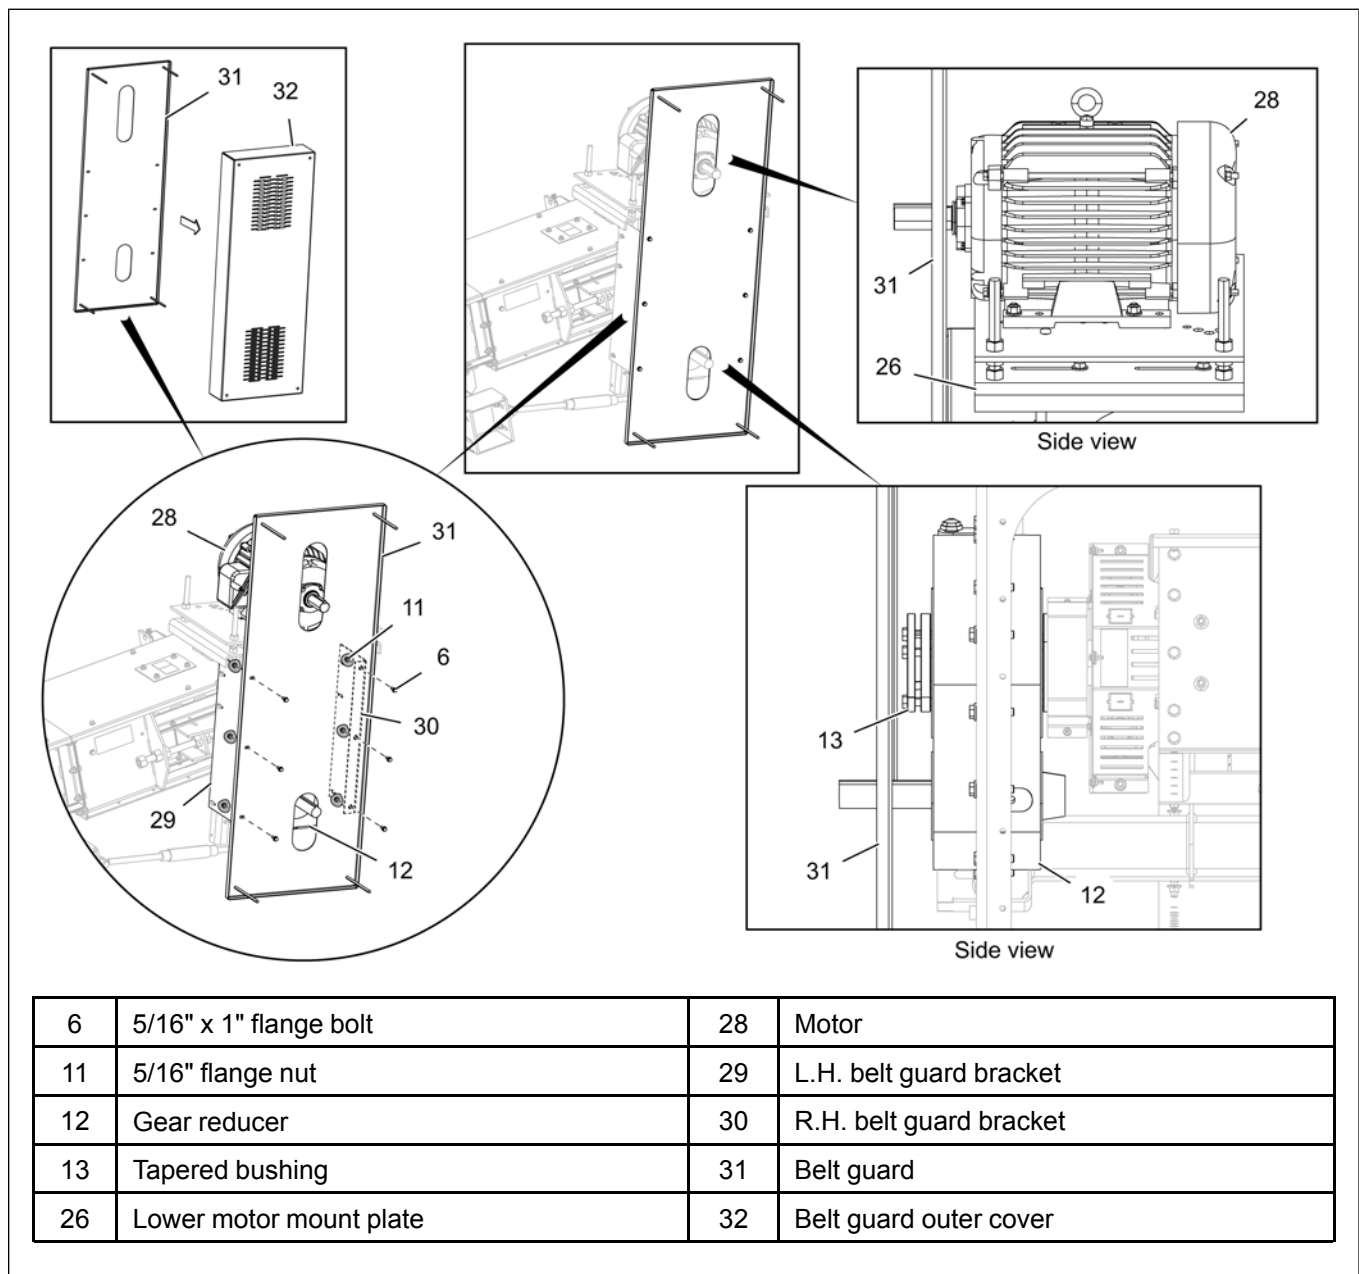 31
32
28
31
26
Side view
28
31
11
6
30
29
12
13
31
12
Side view
6 5/16" x 1" flange bolt 28 Motor
11 5/16" flange nut 29 L.H. belt guard bracket
12 Gear reducer 30 R.H. belt guard bracket
13 Tapered bushing 31 Belt guard
26 Lower motor mount plate 32 Belt guard outer cover